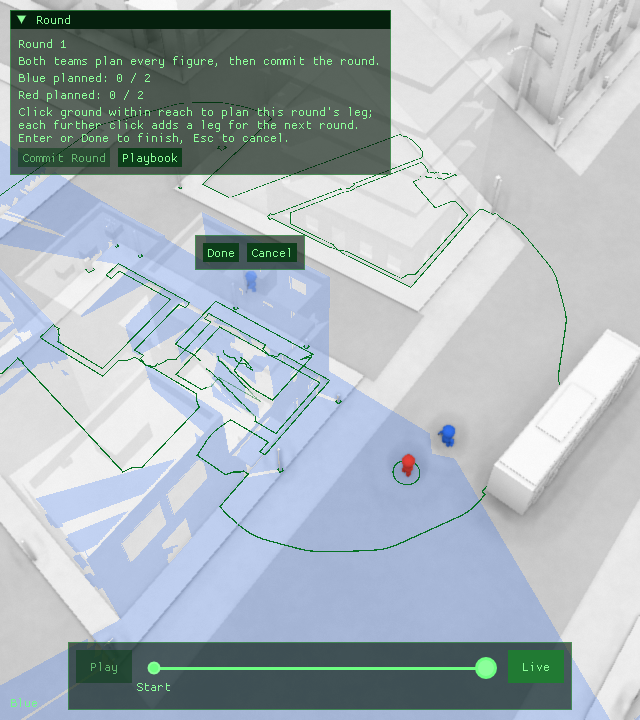 Round
Round 1
Both teams plan every figure, then commit the round.
Blue planned: 0 / 2
Red planned: 0 / 2
Click ground within reach to plan this round's leg;
each further click adds a leg for the next round.
Enter or Done to finish, Esc to cancel.
Commit Round Playbook
Done Cancel
Play Live
Start
Blue